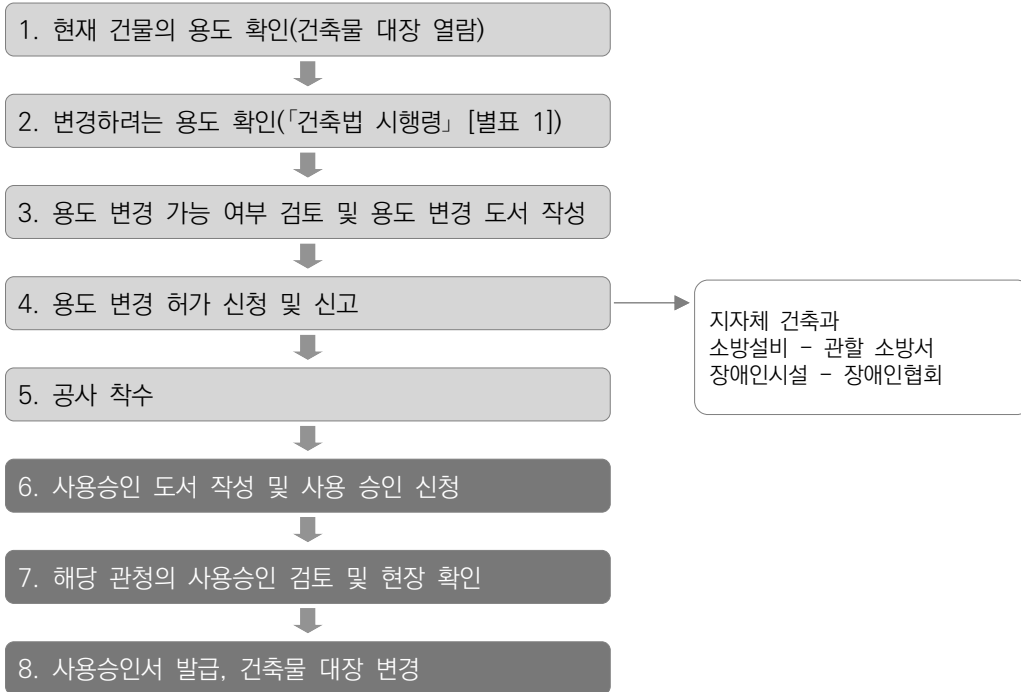 1. 현재 건물의 용도 확인(건축물 대장 열람)
2. 변경하려는 용도 확인(「건축법 시행령」 [별표 1])
3. 용도 변경 가능 여부 검토 및 용도 변경 도서 작성
4. 용도 변경 허가 신청 및 신고
지자체 건축과
소방설비 - 관할 소방서
장애인시설 - 장애인협회
5. 공사 착수
6. 사용승인 도서 작성 및 사용 승인 신청
7. 해당 관청의 사용승인 검토 및 현장 확인
8. 사용승인서 발급, 건축물 대장 변경